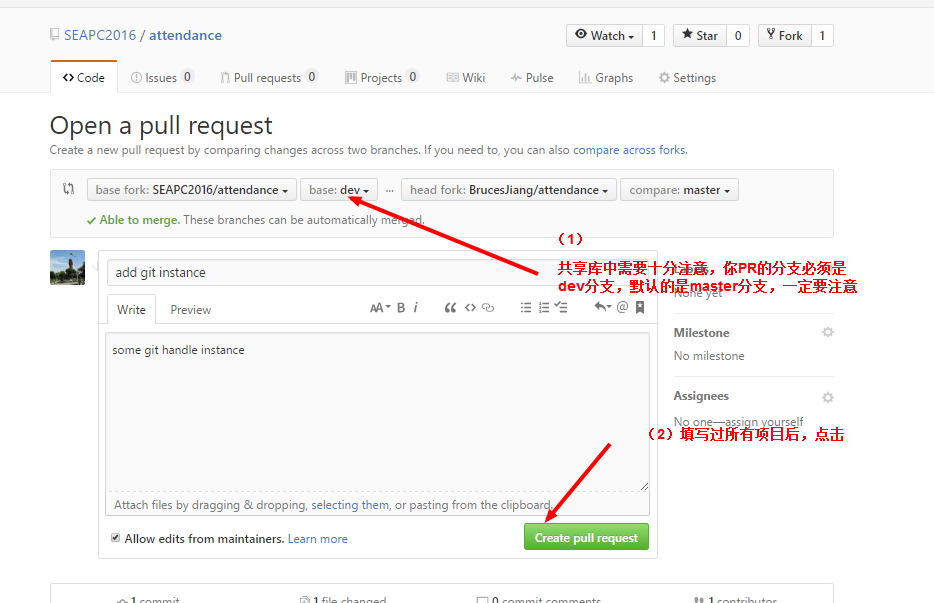 SEAPC2016 / attendance
Watch 1 Star 0 Fork 1
Code Issues 0 Pull requests 0 Projects 0 Wiki Pulse Graphs Settings
Open a pull request
Create a new pull request by comparing changes across two branches. If you need to, you can also compare across forks.
base fork: SEAPC2016/attendance base: dev ... head fork: BrucesJiang/attendance compare: master
Able to merge. These branches can be automatically merged.
（1）
共享库中需要十分注意，你PR的分支必须是
dev分支，默认的是master分支，一定要注意
add git instance
None yet
Write Preview AA B i
Milestone
some git handle instance
No milestone
Assignees
No one—assign yourself
（2）填写过所有项目后，点击
Attach files by dragging & dropping, selecting them, or pasting from the clipboard.
Allow edits from maintainers. Learn more
Create pull request
1 commit 1 file changed 0 commit comments 1 contributor